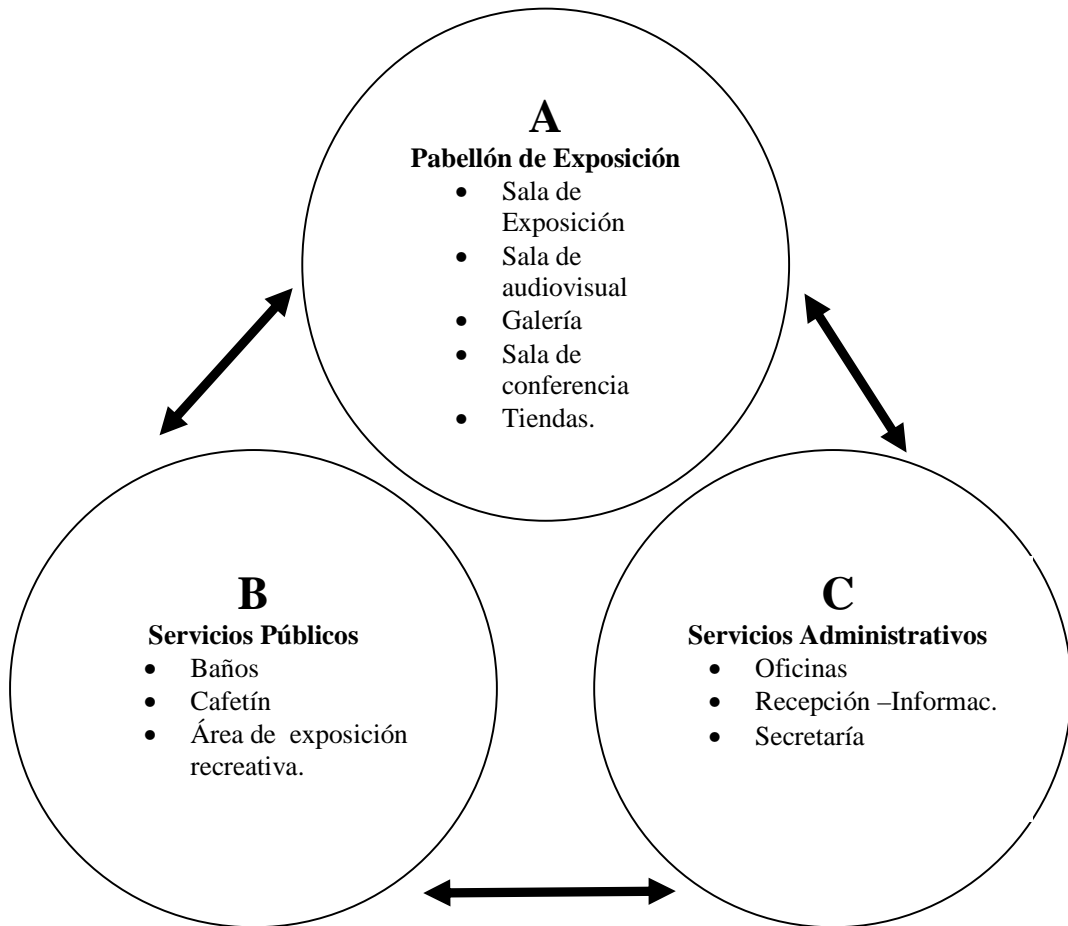 A
Pabellón de Exposición
• Sala de
Exposición
• Sala de
audiovisual
• Galería
• Sala de
conferencia
• Tiendas.
B
Servicios Públicos
• Baños
• Cafetín
• Área de exposición
recreativa.
C
Servicios Administrativos
• Oficinas
• Recepción –Informac.
• Secretaría